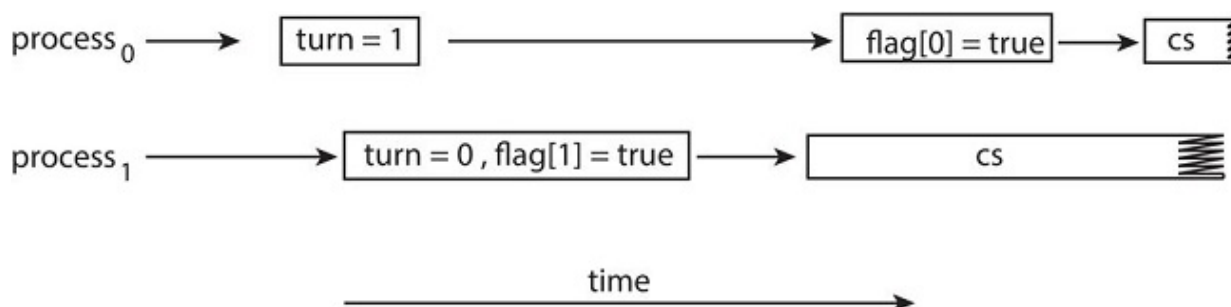 process₀ turn = 1 flag[0] = true cs
process₁ turn = 0 , flag[1] = true cs
time